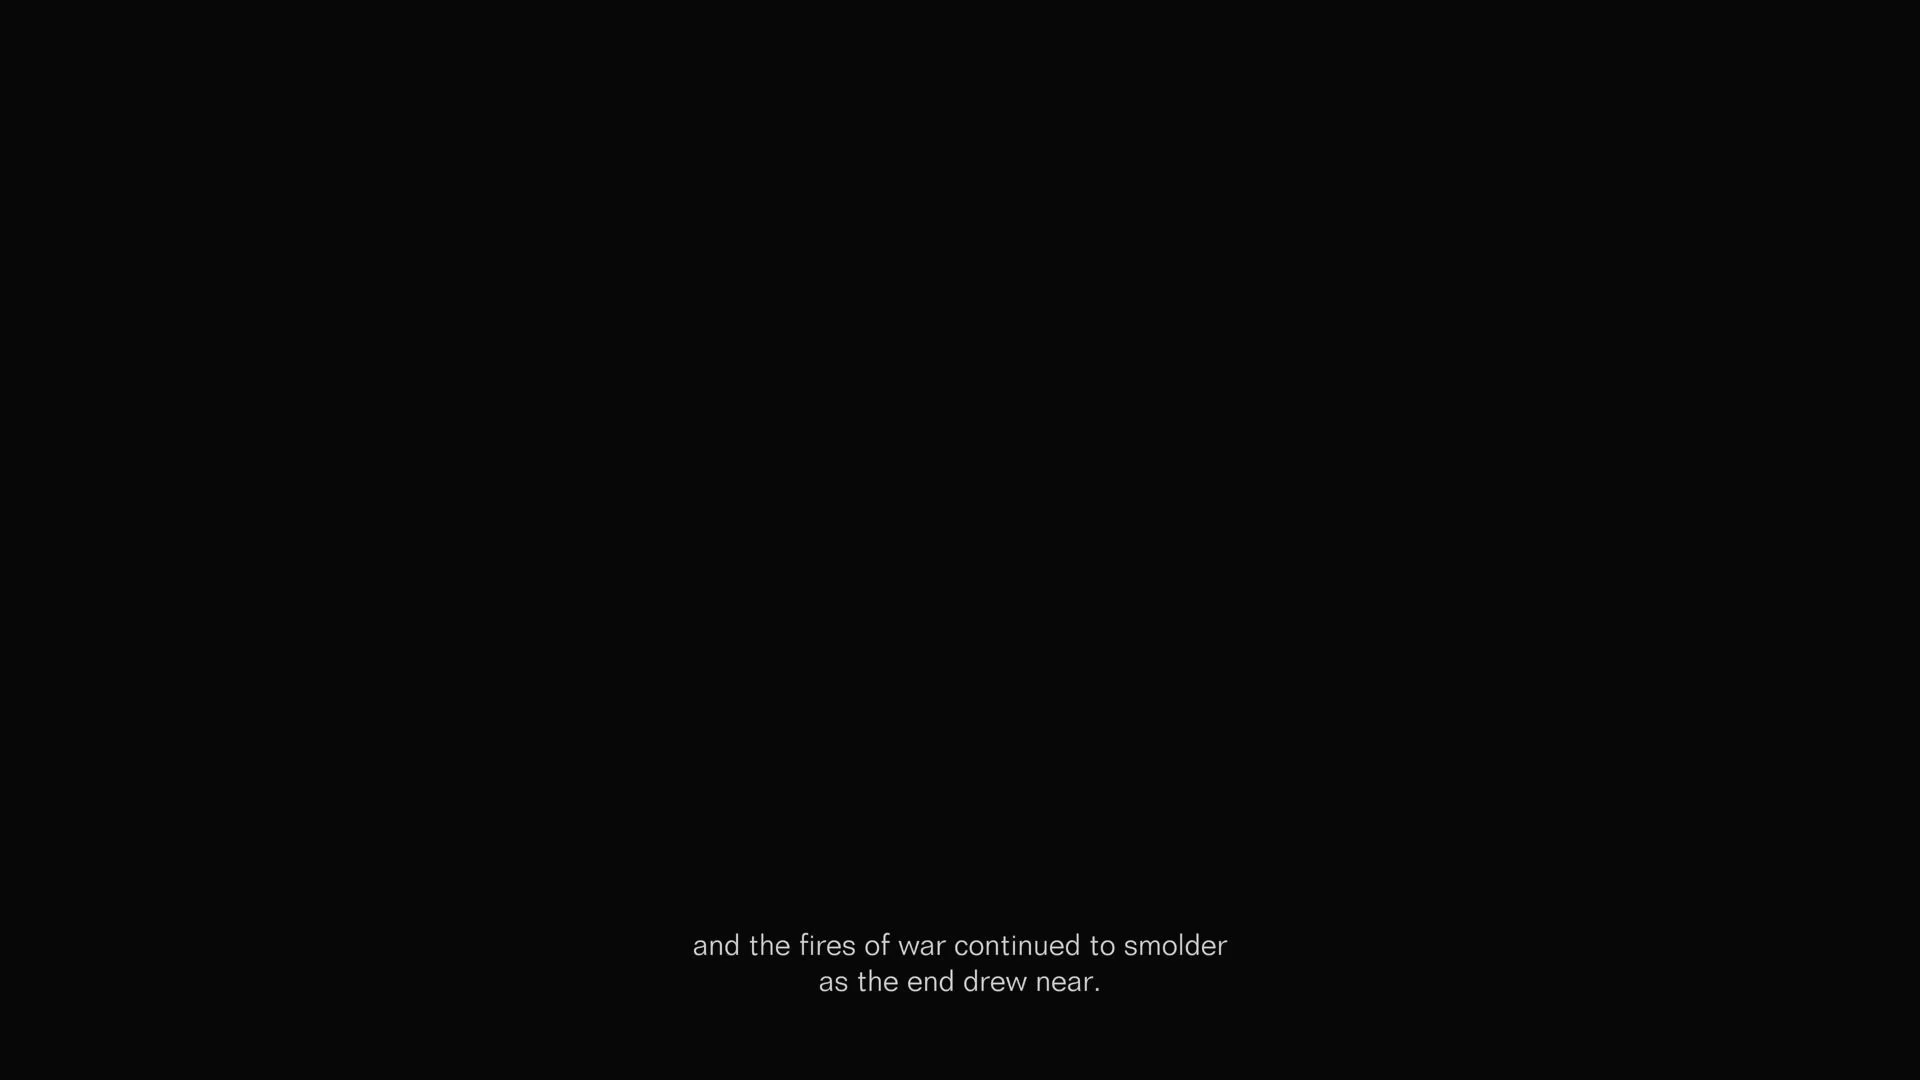 and the fires of war continued to smolder
as the end drew near.